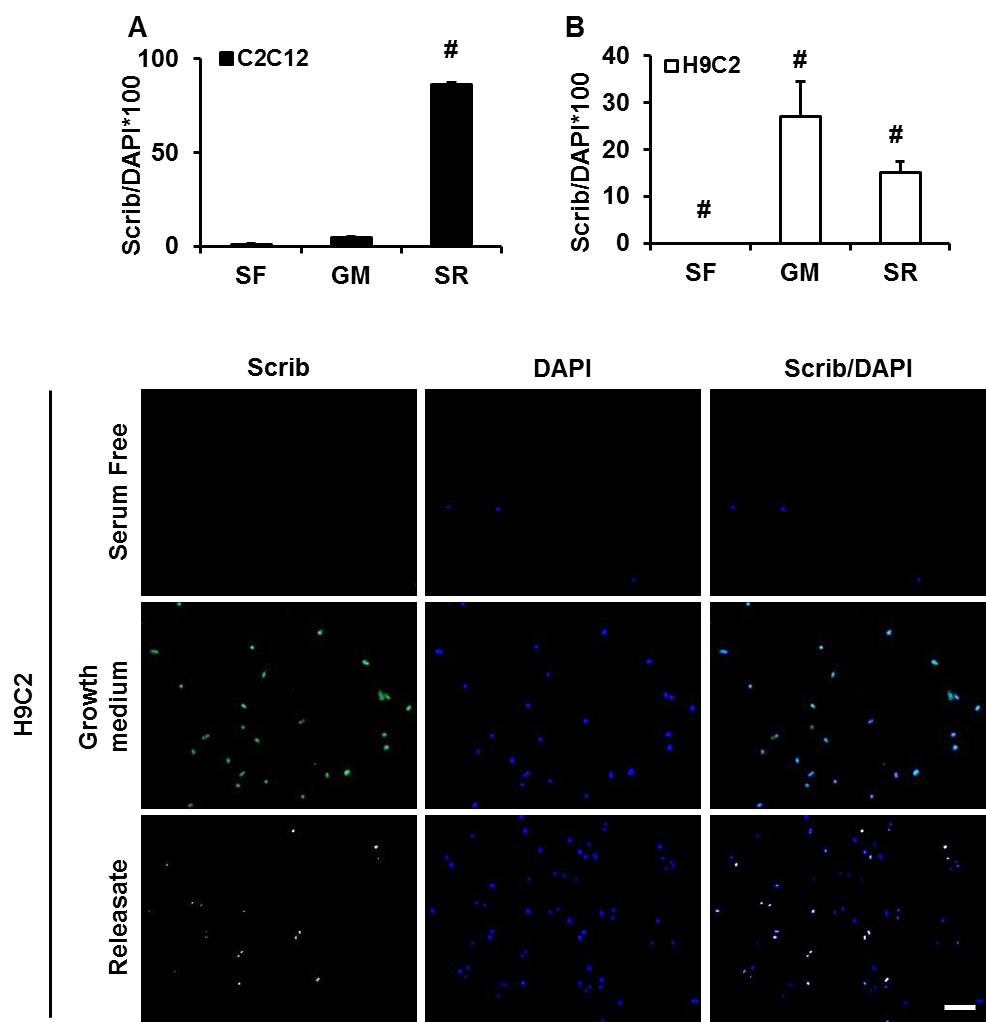 A
C2C12
#
Scrib/DAPI*100
100
50
0
SF GM SR
B
H9C2
#
#
#
Scrib/DAPI*100
40
30
20
10
0
SF GM SR
Scrib DAPI Scrib/DAPI
H9C2
Serum Free
Growth
medium
Releasate